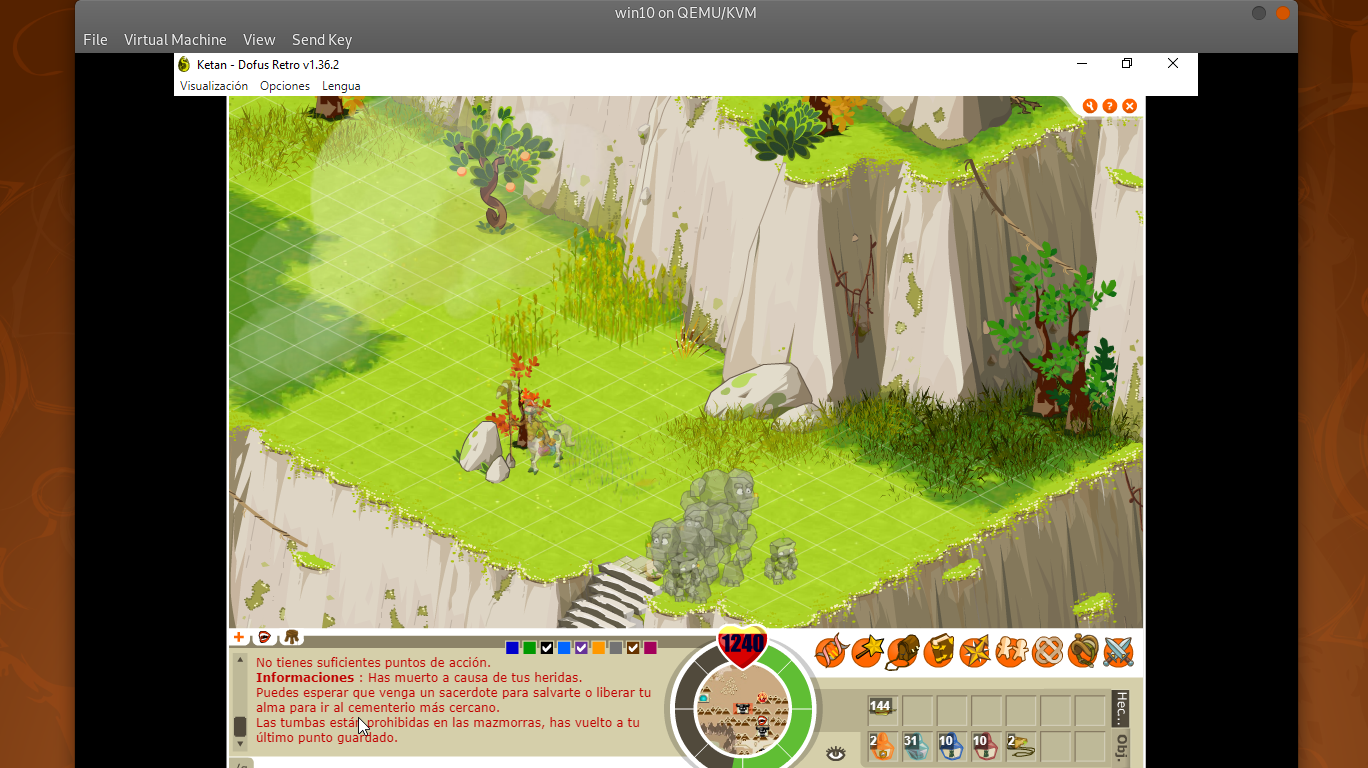 win10 on QEMU/KVM
File Virtual Machine View Send Key
Ketan - Dofus Retro v1.36.2
Visualización Opciones Lengua
?
1240
No tienes suficientes puntos de acción.
Informaciones : Has muerto a causa de tus heridas.
Puedes esperar que venga un sacerdote para salvarte o liberar tu
alma para ir al cementerio más cercano.
Las tumbas están prohibidas en las mazmorras, has vuelto a tu
último punto guardado.
144
Hec...
2 31 10 10 2
Obj.